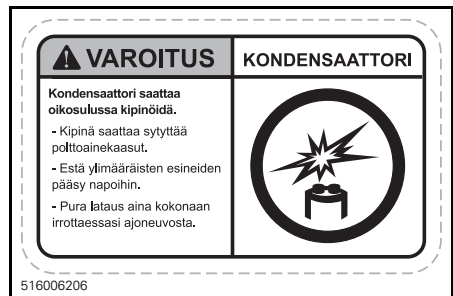 VAROITUS
KONDENSAATTORI
Kondensaattori saattaa
oikosulussa kipinöidä.
- Kipinä saattaa sytyttää
polttoainekaasut.
- Estä ylimääräisten esineiden
pääsy napoihin.
- Pura lataus aina kokonaan
irrottaessasi ajoneuvosta.
516006206